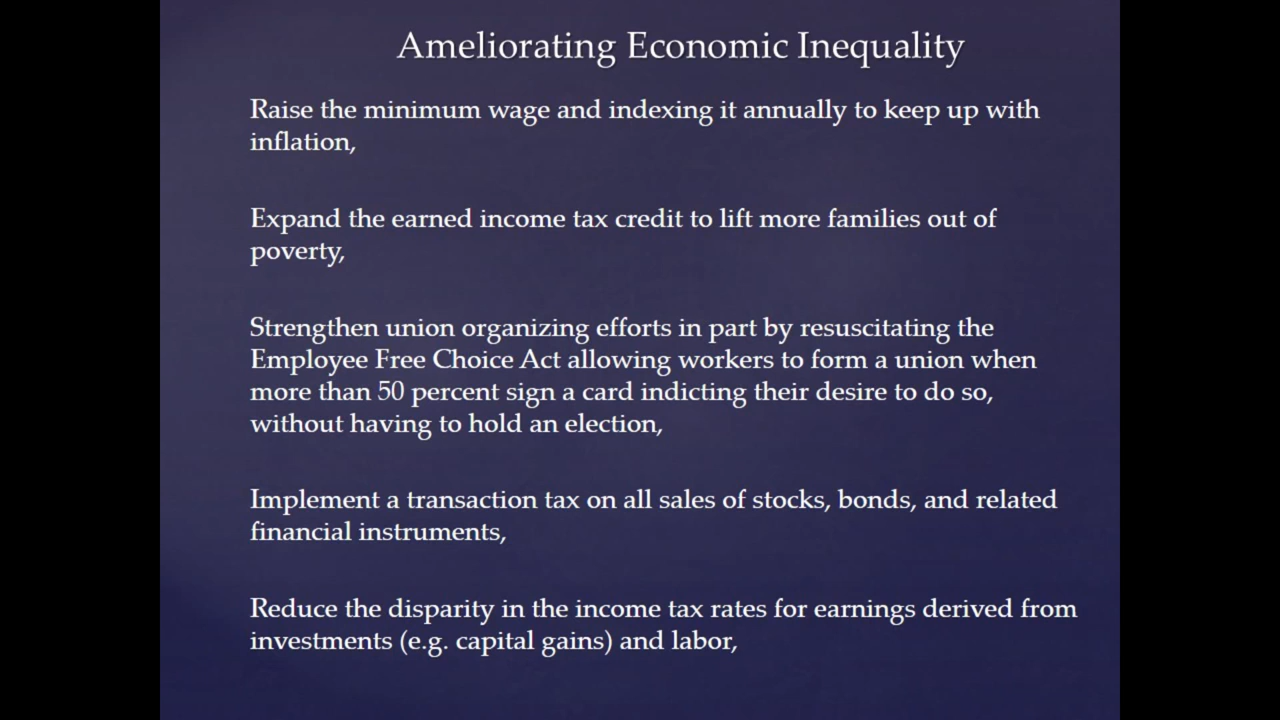 Ameliorating Economic Inequality
Raise the minimum wage and indexing it annually to keep up with
inflation,
Expand the earned income tax credit to lift more families out of
poverty,
Strengthen union organizing efforts in part by resuscitating the
Employee Free Choice Act allowing workers to form a union when
more than 50 percent sign a card indicting their desire to do so,
without having to hold an election,
Implement a transaction tax on all sales of stocks, bonds, and related
financial instruments,
Reduce the disparity in the income tax rates for earnings derived from
investments (e.g. capital gains) and labor,